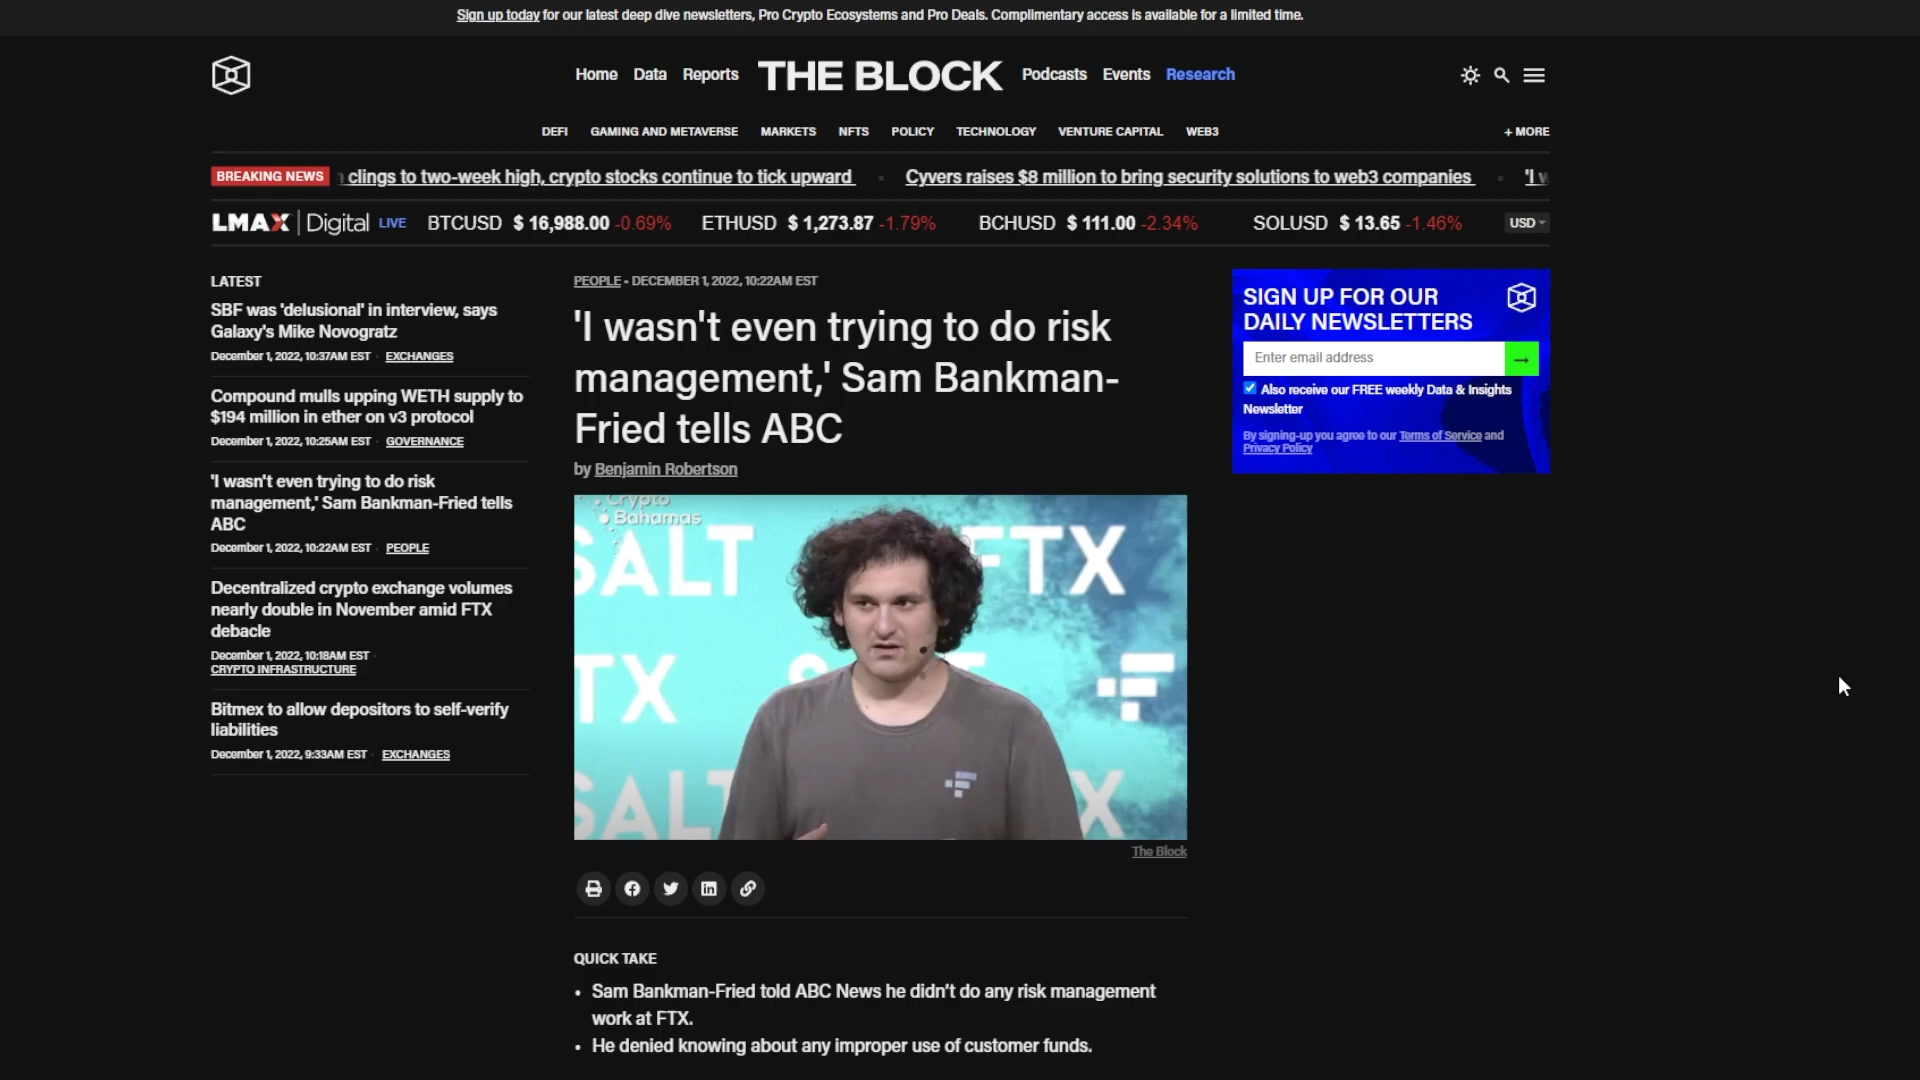 Sign up today for our latest deep dive newsletters, Pro Crypto Ecosystems and Pro Deals. Complimentary access is available for a limited time.
Home Data Reports THE BLOCK Podcasts Events Research
DEFI GAMING AND METAVERSE MARKETS NFTS POLICY TECHNOLOGY VENTURE CAPITAL WEB3 + MORE
BREAKING NEWS clings to two-week high, crypto stocks continue to tick upward Cyvers raises $8 million to bring security solutions to web3 companies 'I w
LMAX Digital LIVE BTCUSD $ 16,988.00 -0.69% ETHUSD $ 1,273.87 -1.79% BCHUSD $ 111.00 -2.34% SOLUSD $ 13.65 -1.46% USD
LATEST
SBF was 'delusional' in interview, says
Galaxy's Mike Novogratz
December 1, 2022, 10:37AM EST · EXCHANGES
Compound mulls upping WETH supply to
$194 million in ether on v3 protocol
December 1, 2022, 10:25AM EST · GOVERNANCE
'I wasn't even trying to do risk
management,' Sam Bankman-Fried tells
ABC
December 1, 2022, 10:22AM EST · PEOPLE
Decentralized crypto exchange volumes
nearly double in November amid FTX
debacle
December 1, 2022, 10:18AM EST ·
CRYPTO INFRASTRUCTURE
Bitmex to allow depositors to self-verify
liabilities
December 1, 2022, 9:33AM EST · EXCHANGES
PEOPLE • DECEMBER 1, 2022, 10:22AM EST
'I wasn't even trying to do risk
management,' Sam Bankman-
Fried tells ABC
by Benjamin Robertson
Crypto
Bahamas
SALT FTX
TX
SALT X
The Block
QUICK TAKE
• Sam Bankman-Fried told ABC News he didn't do any risk management
work at FTX.
• He denied knowing about any improper use of customer funds.
SIGN UP FOR OUR
DAILY NEWSLETTERS
Enter email address →
Also receive our FREE weekly Data & Insights
Newsletter
By signing-up you agree to our Terms of Service and
Privacy Policy